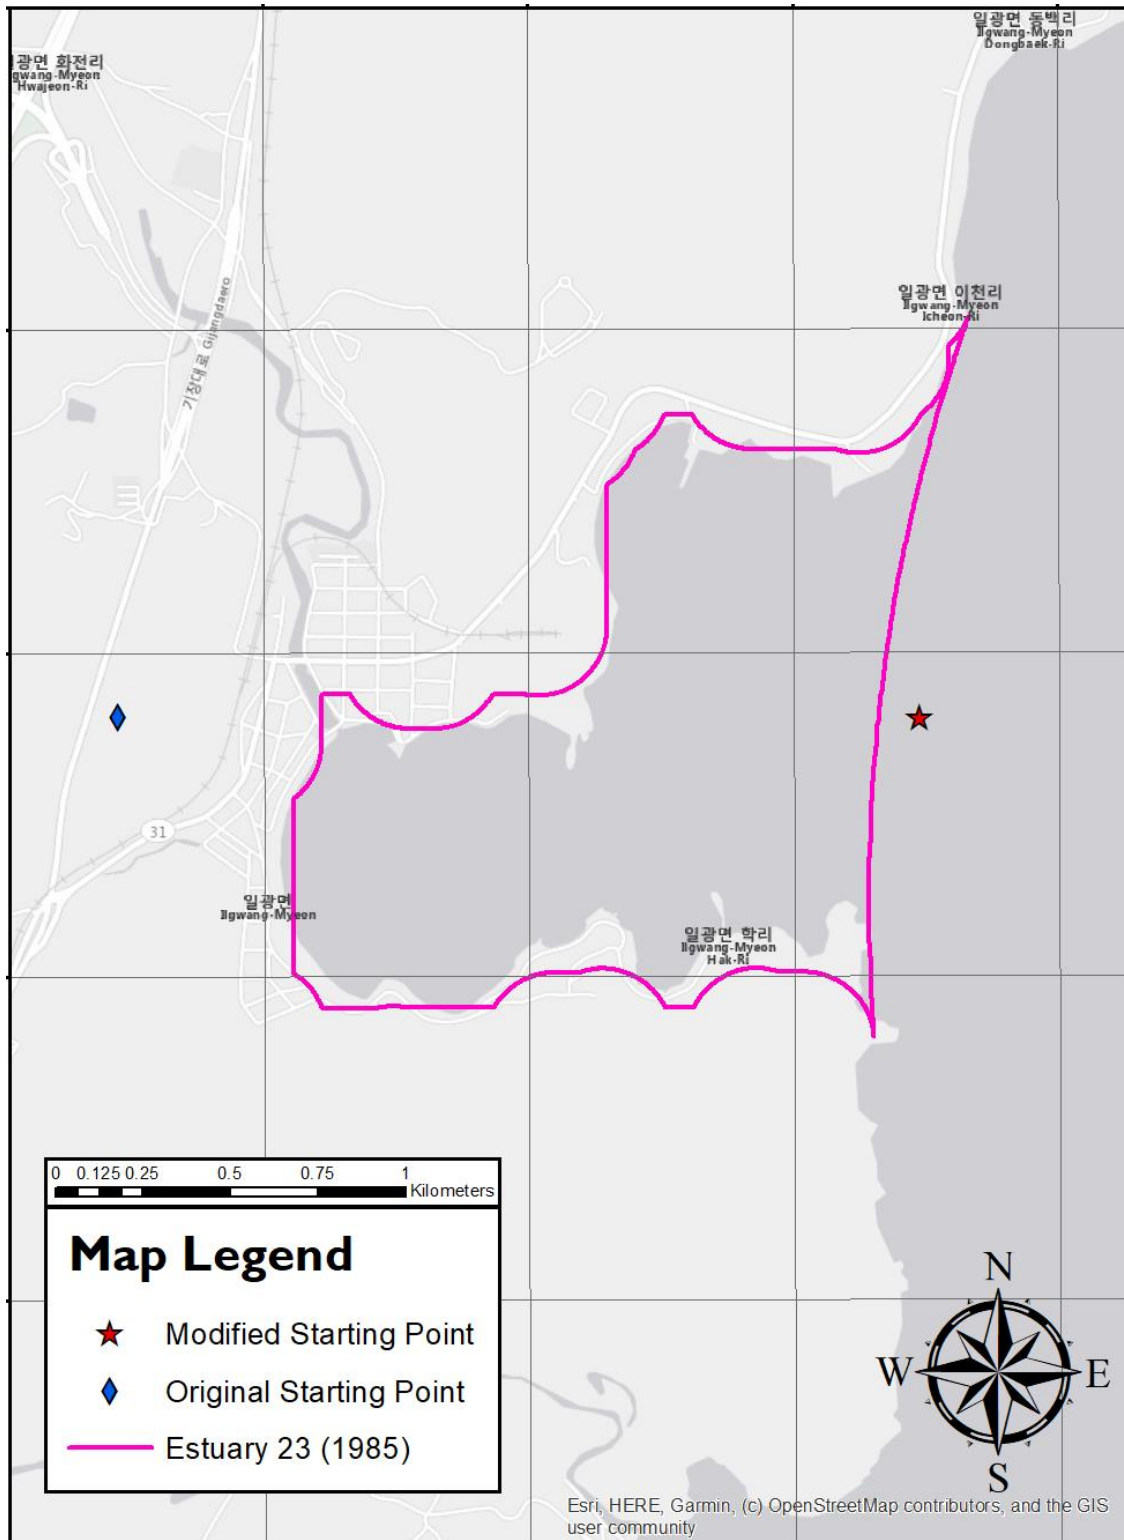 일광면 동백리
Ilgwang-Myeon
Dongbaek-Ri
광면 화전리
gwang-Myeon
Hwajeon-Ri
일광면 이천리
Ilgwang-Myeon
Icheon-Ri
기장대로 Gijangdaero
31
일광면
Ilgwang-Myeon
일광면 학리
Ilgwang-Myeon
Hak-Ri
0 0.125 0.25 0.5 0.75 1
Kilometers
Map Legend
Modified Starting Point
Original Starting Point
Estuary 23 (1985)
N
W E
S
Esri, HERE, Garmin, (c) OpenStreetMap contributors, and the GIS
user community